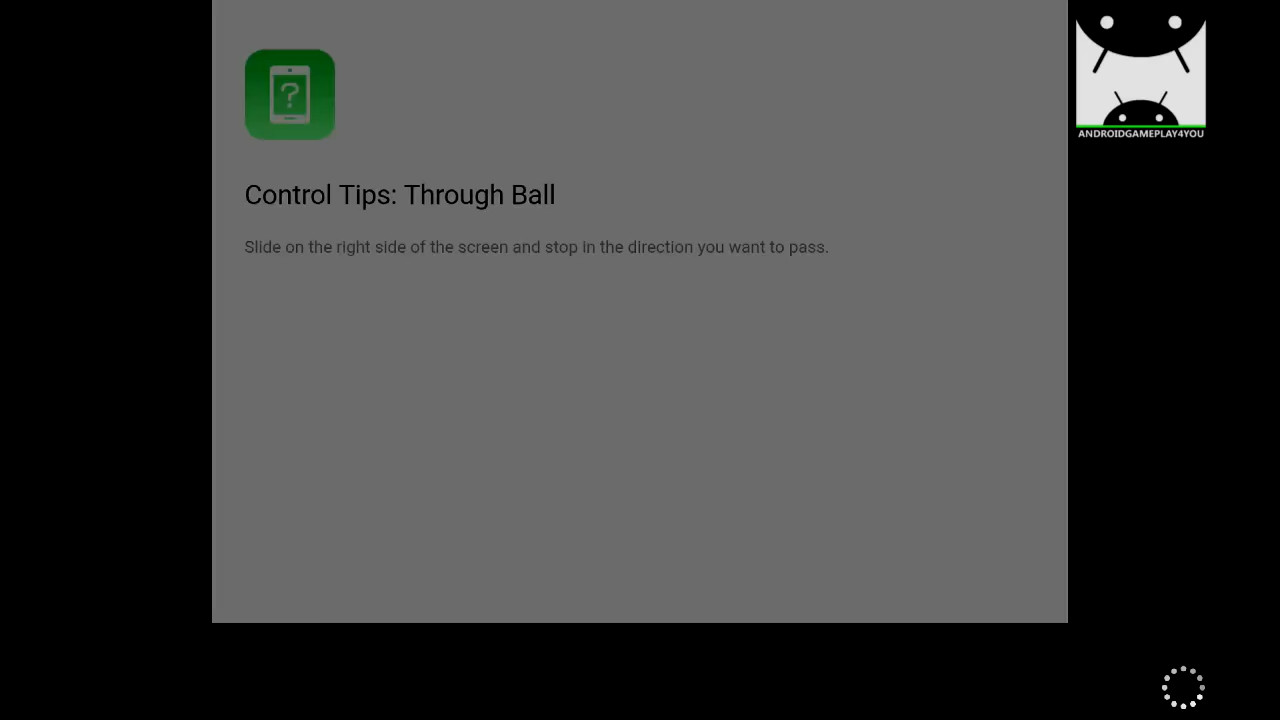 ANDROIDGAMEPLAY4YOU
Control Tips: Through Ball
Slide on the right side of the screen and stop in the direction you want to pass.